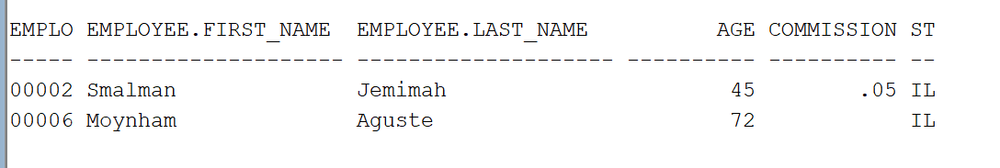 EMPLO EMPLOYEE.FIRST_NAME  EMPLOYEE.LAST_NAME          AGE COMMISSION ST
----- -------------------- -------------------- ---------- ---------- --
00002 Smalman              Jemimah                      45        .05 IL
00006 Moynham              Aguste                       72            IL